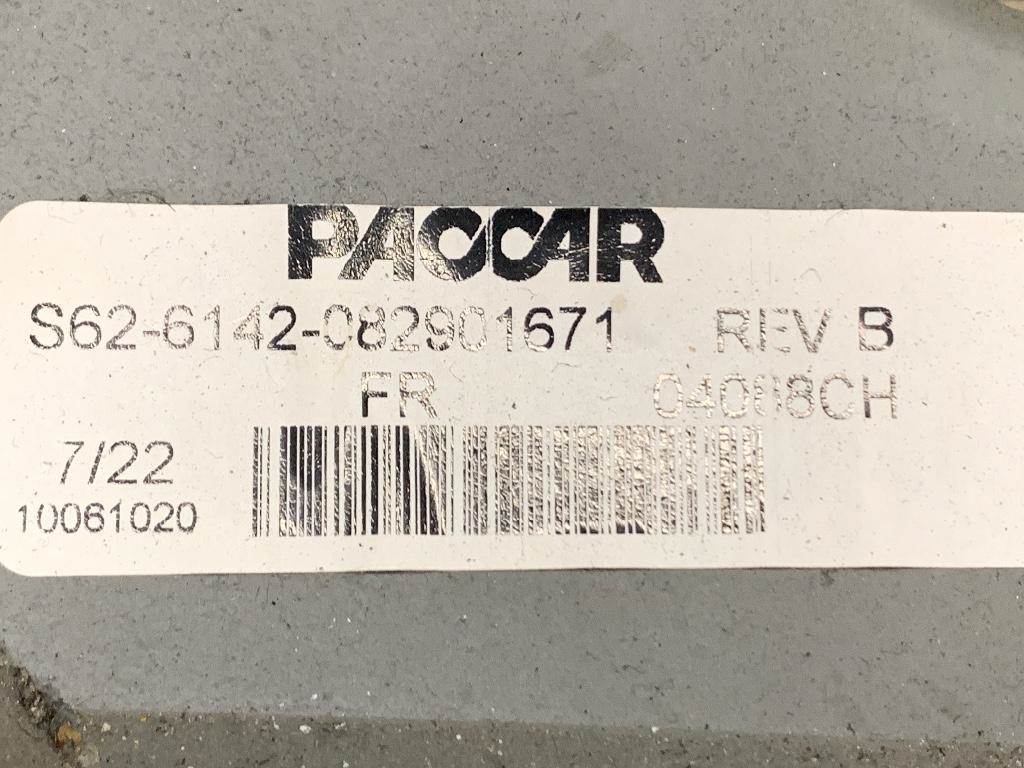 PACCAR
S62-6142-082901671 REV B
FR 04008CH
7/22
10061020